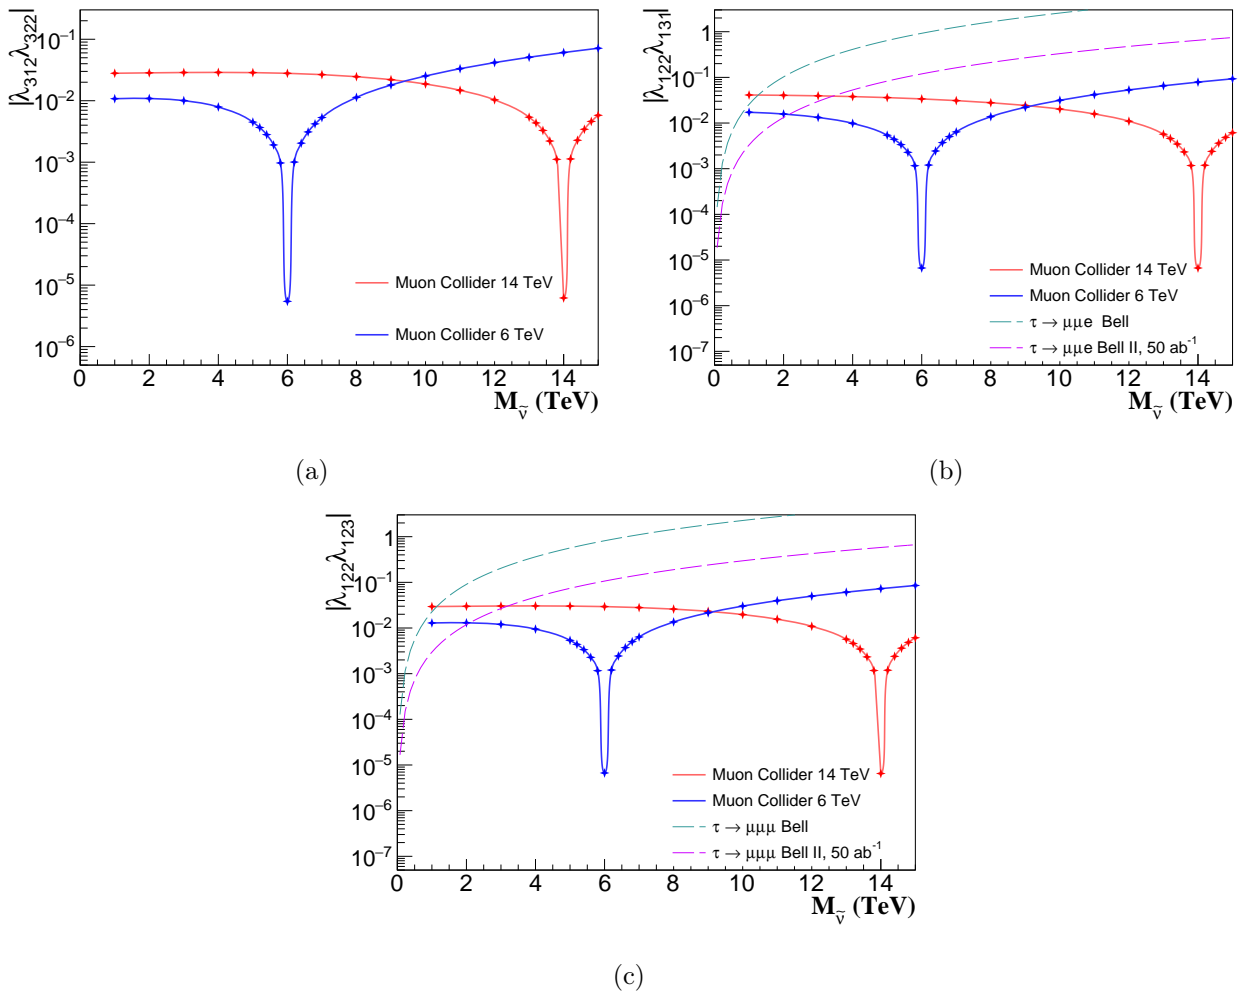 |λ312λ322|
10⁻¹
10⁻²
10⁻³
10⁻⁴
10⁻⁵
10⁻⁶
Muon Collider 14 TeV
Muon Collider 6 TeV
0 2 4 6 8 10 12 14
M_ν̃ (TeV)
(a)
|λ122λ131|
1
10⁻¹
10⁻²
10⁻³
10⁻⁴
10⁻⁵
10⁻⁶
10⁻⁷
Muon Collider 14 TeV
Muon Collider 6 TeV
τ → μμe Bell
τ → μμe Bell II, 50 ab⁻¹
0 2 4 6 8 10 12 14
M_ν̃ (TeV)
(b)
|λ122λ123|
1
10⁻¹
10⁻²
10⁻³
10⁻⁴
10⁻⁵
10⁻⁶
10⁻⁷
Muon Collider 14 TeV
Muon Collider 6 TeV
τ → μμμ Bell
τ → μμμ Bell II, 50 ab⁻¹
0 2 4 6 8 10 12 14
M_ν̃ (TeV)
(c)